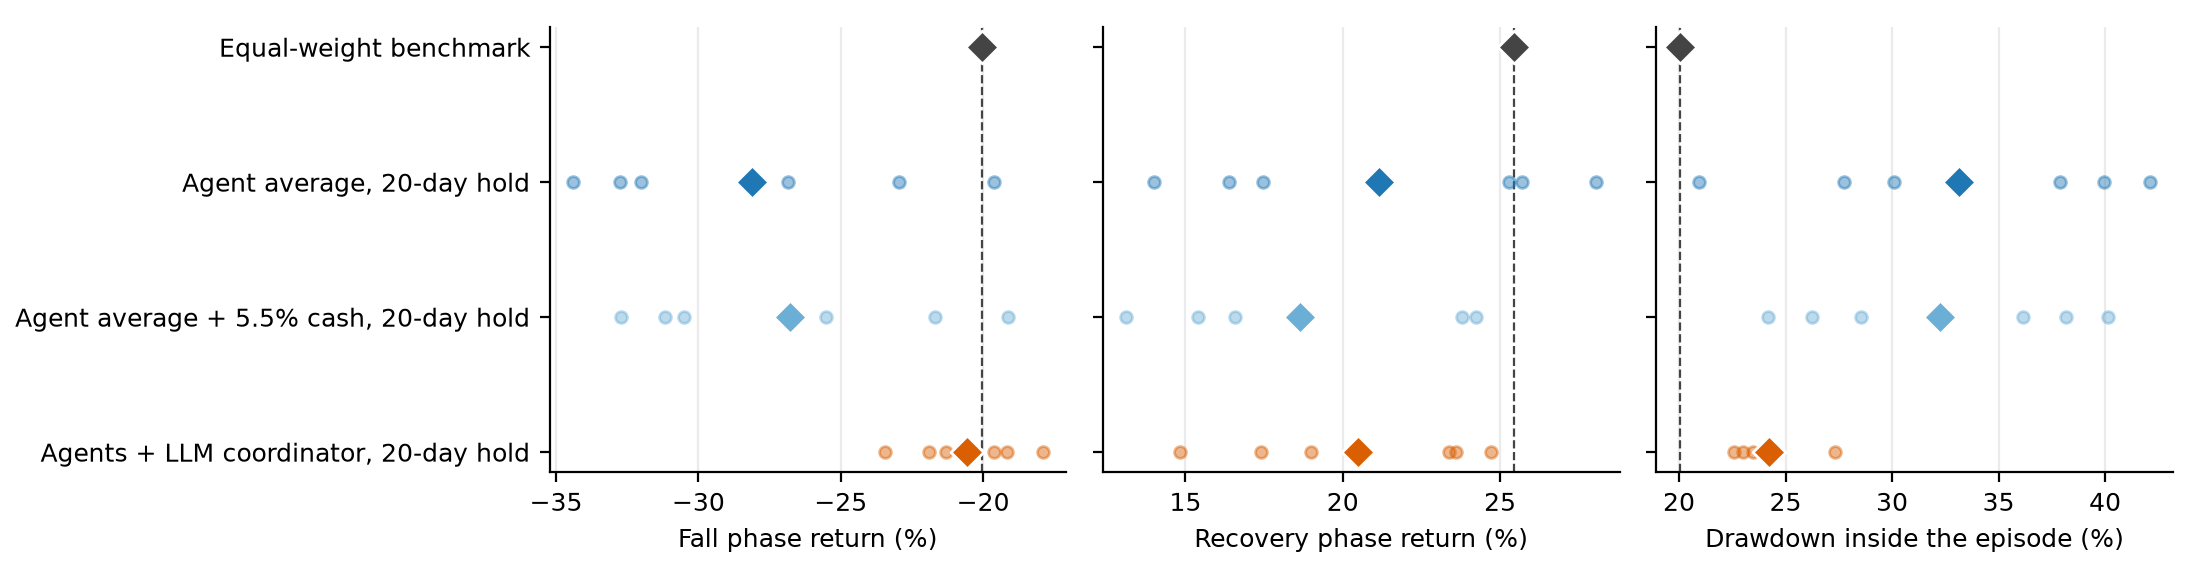 Equal-weight benchmark
Agent average, 20-day hold
Agent average + 5.5% cash, 20-day hold
Agents + LLM coordinator, 20-day hold
−35 −30 −25 −20
Fall phase return (%)
15 20 25
Recovery phase return (%)
20 25 30 35 40
Drawdown inside the episode (%)